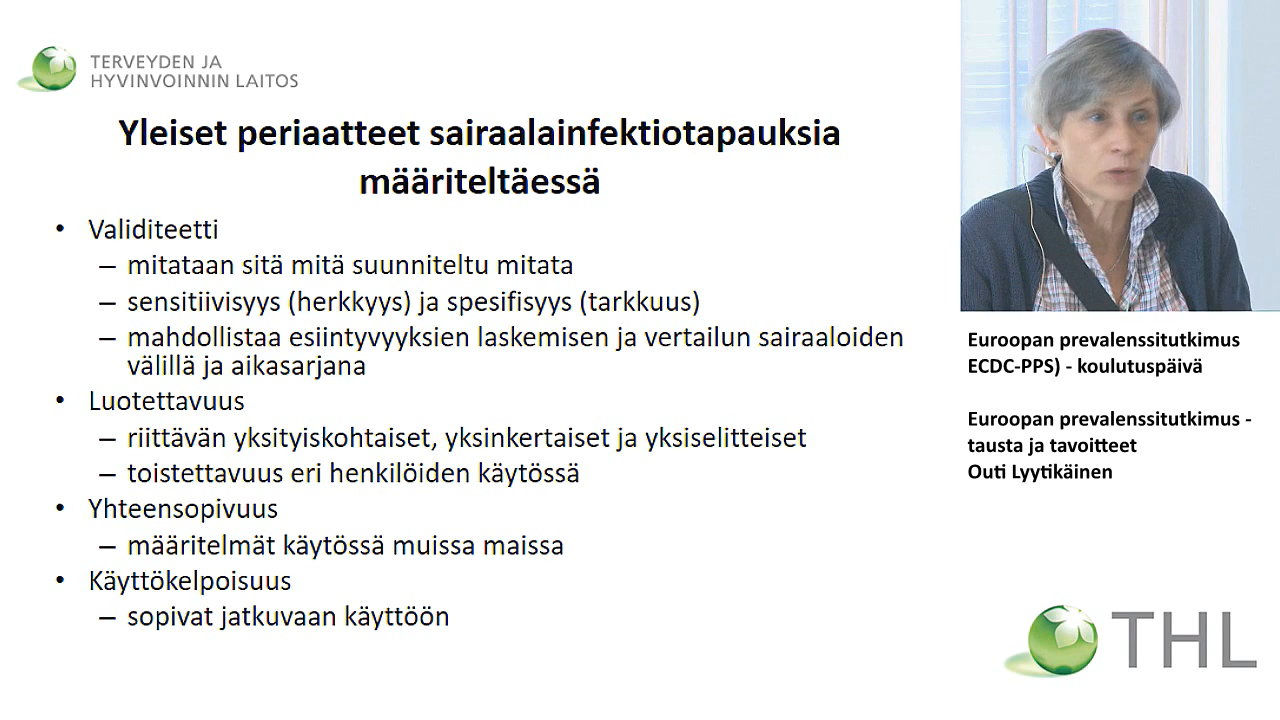 TERVEYDEN JA
HYVINVOINNIN LAITOS
Yleiset periaatteet sairaalainfektiotapauksia
määriteltäessä
• Validiteetti
– mitataan sitä mitä suunniteltu mitata
– sensitiivisyys (herkkyys) ja spesifisyys (tarkkuus)
– mahdollistaa esiintyvyyksien laskemisen ja vertailun sairaaloiden
välillä ja aikasarjana
• Luotettavuus
– riittävän yksityiskohtaiset, yksinkertaiset ja yksiselitteiset
– toistettavuus eri henkilöiden käytössä
• Yhteensopivuus
– määritelmät käytössä muissa maissa
• Käyttökelpoisuus
– sopivat jatkuvaan käyttöön
Euroopan prevalenssitutkimus
ECDC-PPS) - koulutuspäivä
Euroopan prevalenssitutkimus -
tausta ja tavoitteet
Outi Lyytikäinen
THL